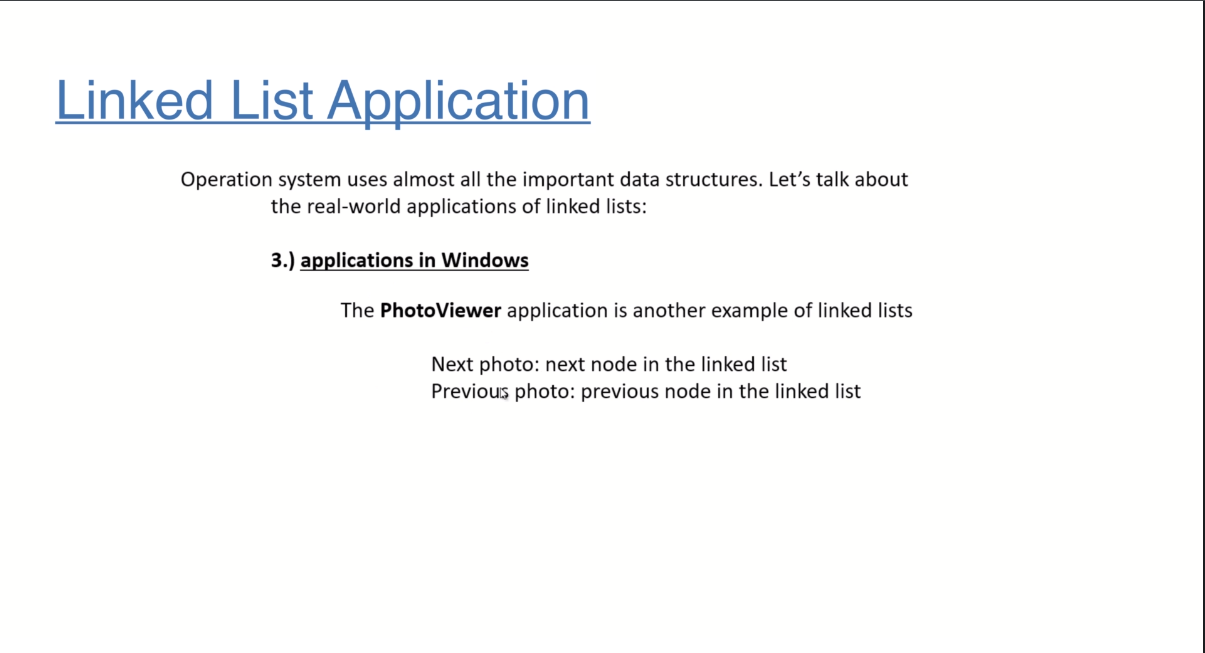 Linked List Application
Operation system uses almost all the important data structures. Let’s talk about
the real-world applications of linked lists:
3.) applications in Windows
The PhotoViewer application is another example of linked lists
Next photo: next node in the linked list
Previous photo: previous node in the linked list